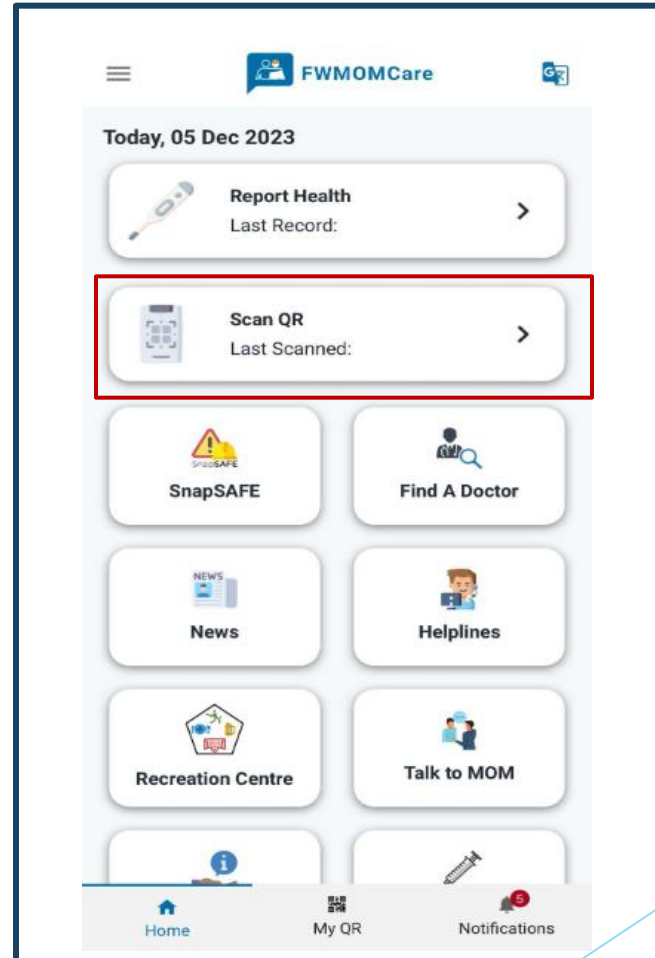 FWMOMCare
Today, 05 Dec 2023
Report Health
Last Record:
Scan QR
Last Scanned:
SnapSAFE
SnapSAFE
Find A Doctor
NEWS
News
Helplines
Recreation Centre
Talk to MOM
Home
My QR
5
Notifications